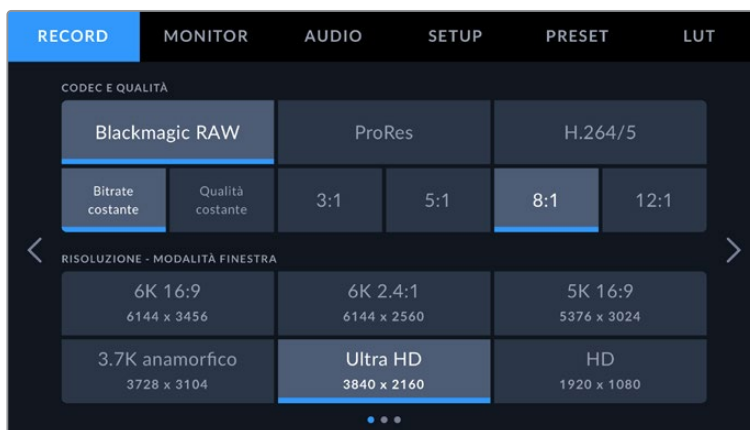 RECORD MONITOR AUDIO SETUP PRESET LUT
CODEC E QUALITÀ
Blackmagic RAW ProRes H.264/5
Bitrate costante Qualità costante 3:1 5:1 8:1 12:1
RISOLUZIONE - MODALITÀ FINESTRA
6K 16:9 6K 2.4:1 5K 16:9
6144 x 3456 6144 x 2560 5376 x 3024
3.7K anamorfico Ultra HD HD
3728 x 3104 3840 x 2160 1920 x 1080